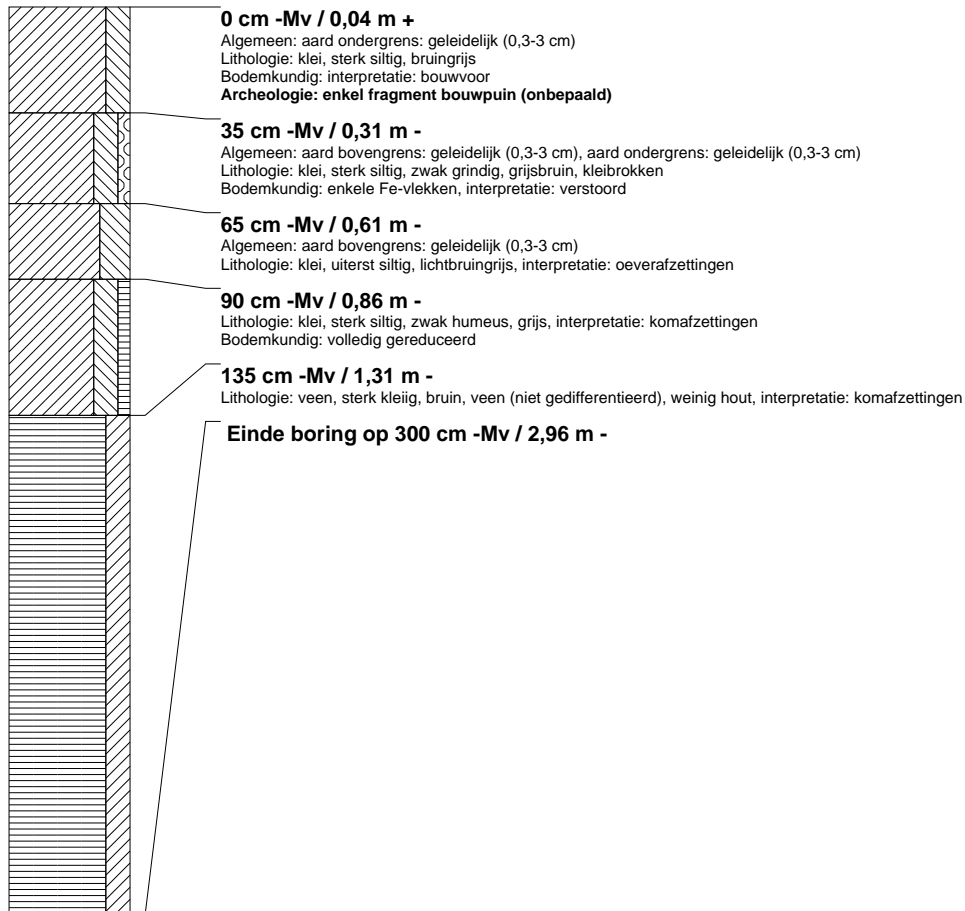 0 cm -Mv / 0,04 m +
Algemeen: aard ondergrens: geleidelijk (0,3-3 cm)
Lithologie: klei, sterk siltig, bruingrijs
Bodemkundig: interpretatie: bouwvoor
Archeologie: enkel fragment bouwpuin (onbepaald)
35 cm -Mv / 0,31 m -
Algemeen: aard bovengrens: geleidelijk (0,3-3 cm), aard ondergrens: geleidelijk (0,3-3 cm)
Lithologie: klei, sterk siltig, zwak grindig, grijsbruin, kleibrokken
Bodemkundig: enkele Fe-vlekken, interpretatie: verstoord
65 cm -Mv / 0,61 m -
Algemeen: aard bovengrens: geleidelijk (0,3-3 cm)
Lithologie: klei, uiterst siltig, lichtbruingrijs, interpretatie: oeverafzettingen
90 cm -Mv / 0,86 m -
Lithologie: klei, sterk siltig, zwak humeus, grijs, interpretatie: komafzettingen
Bodemkundig: volledig gereduceerd
135 cm -Mv / 1,31 m -
Lithologie: veen, sterk kleiig, bruin, veen (niet gedifferentieerd), weinig hout, interpretatie: komafzettingen
Einde boring op 300 cm -Mv / 2,96 m -